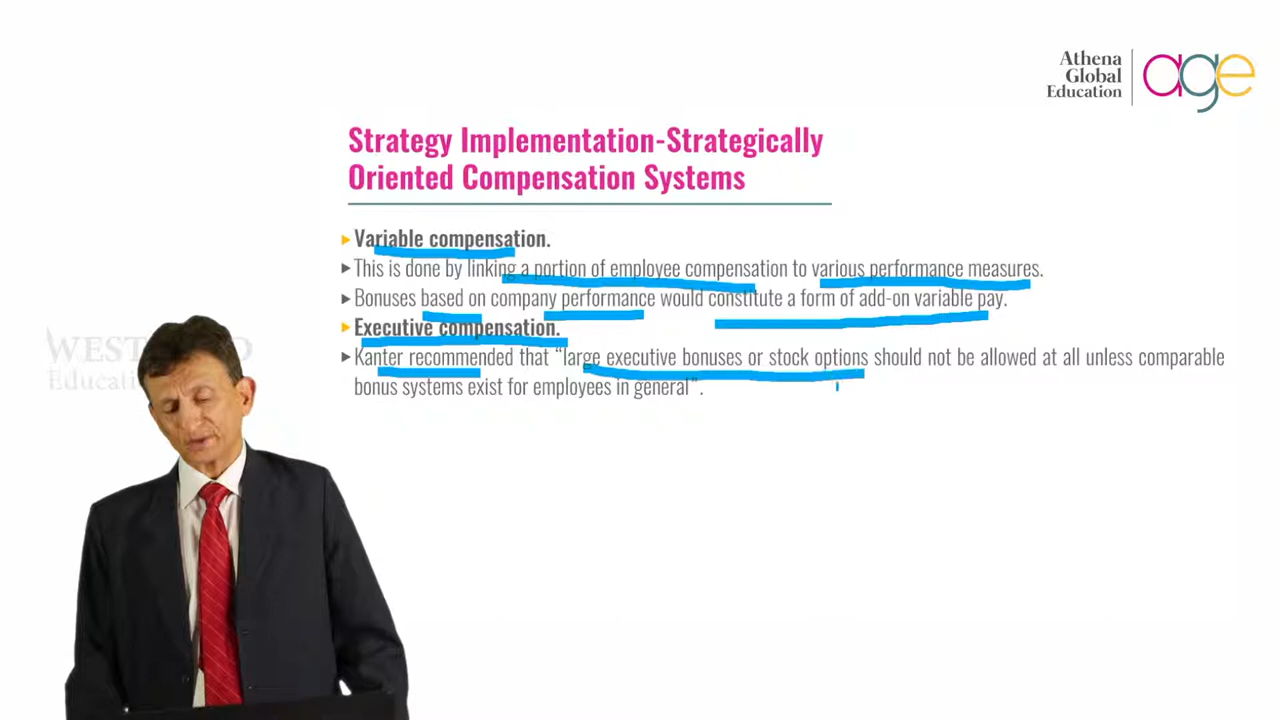 Athena
Global
Education
age
Strategy Implementation-Strategically
Oriented Compensation Systems
Variable compensation.
This is done by linking a portion of employee compensation to various performance measures.
Bonuses based on company performance would constitute a form of add-on variable pay.
Executive compensation.
Kanter recommended that “large executive bonuses or stock options should not be allowed at all unless comparable
bonus systems exist for employees in general”.